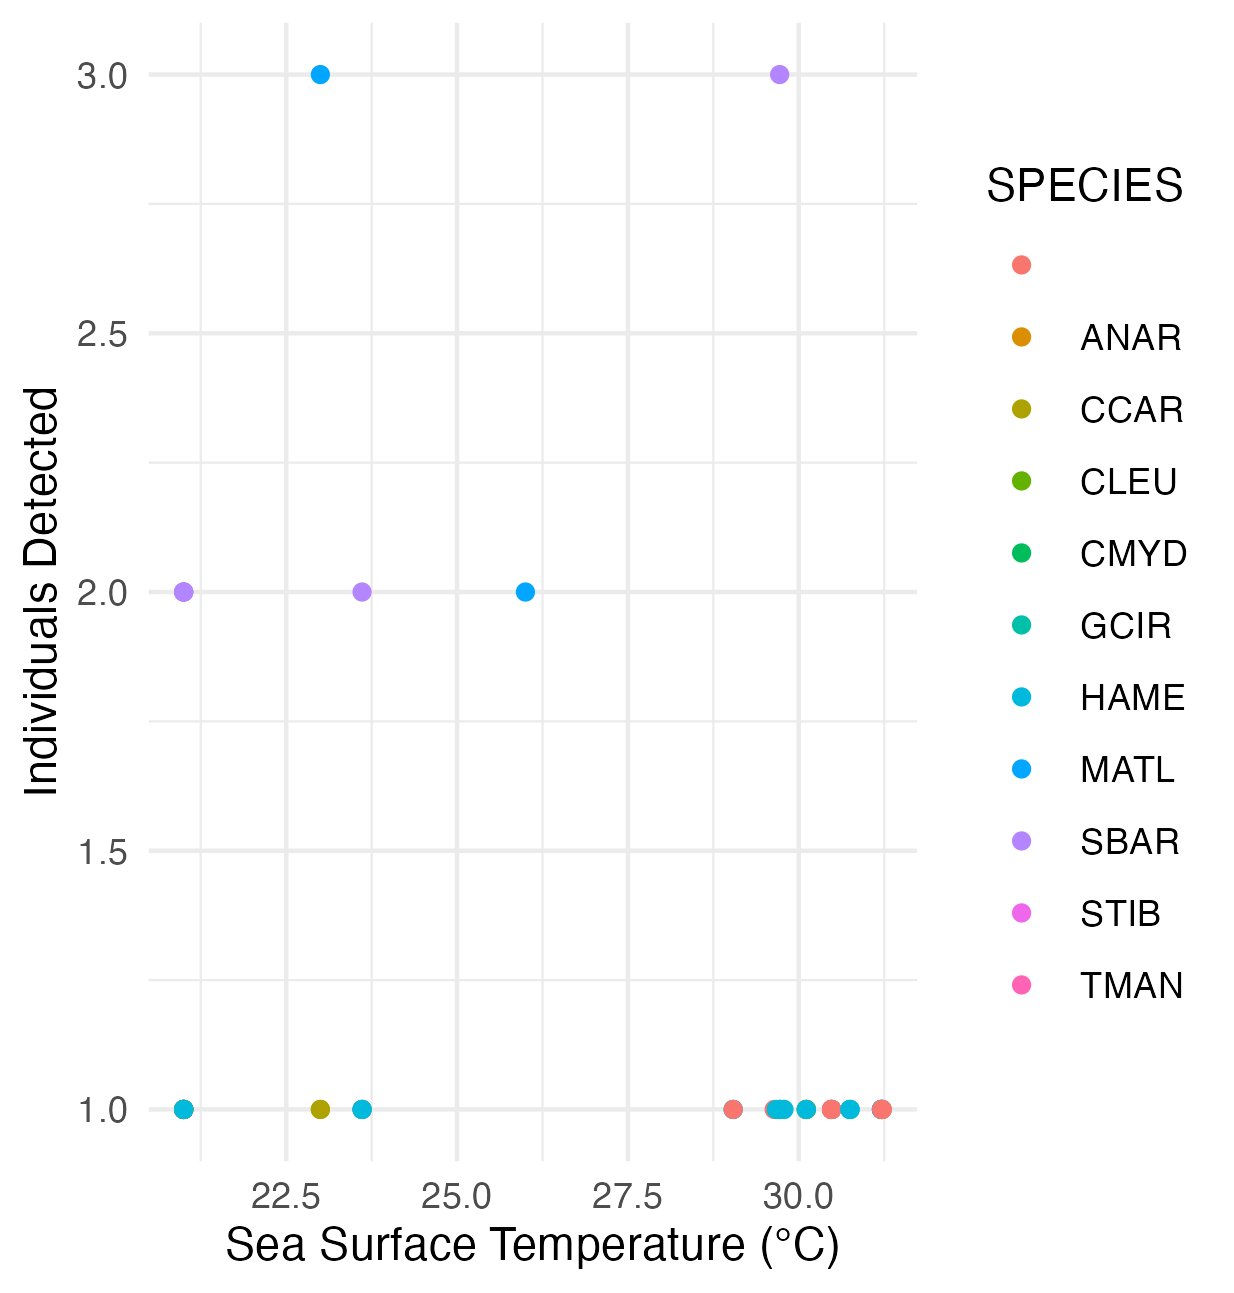 3.0
2.5
2.0
1.5
1.0
Individuals Detected
22.5 25.0 27.5 30.0
Sea Surface Temperature (°C)
SPECIES
ANAR
CCAR
CLEU
CMYD
GCIR
HAME
MATL
SBAR
STIB
TMAN